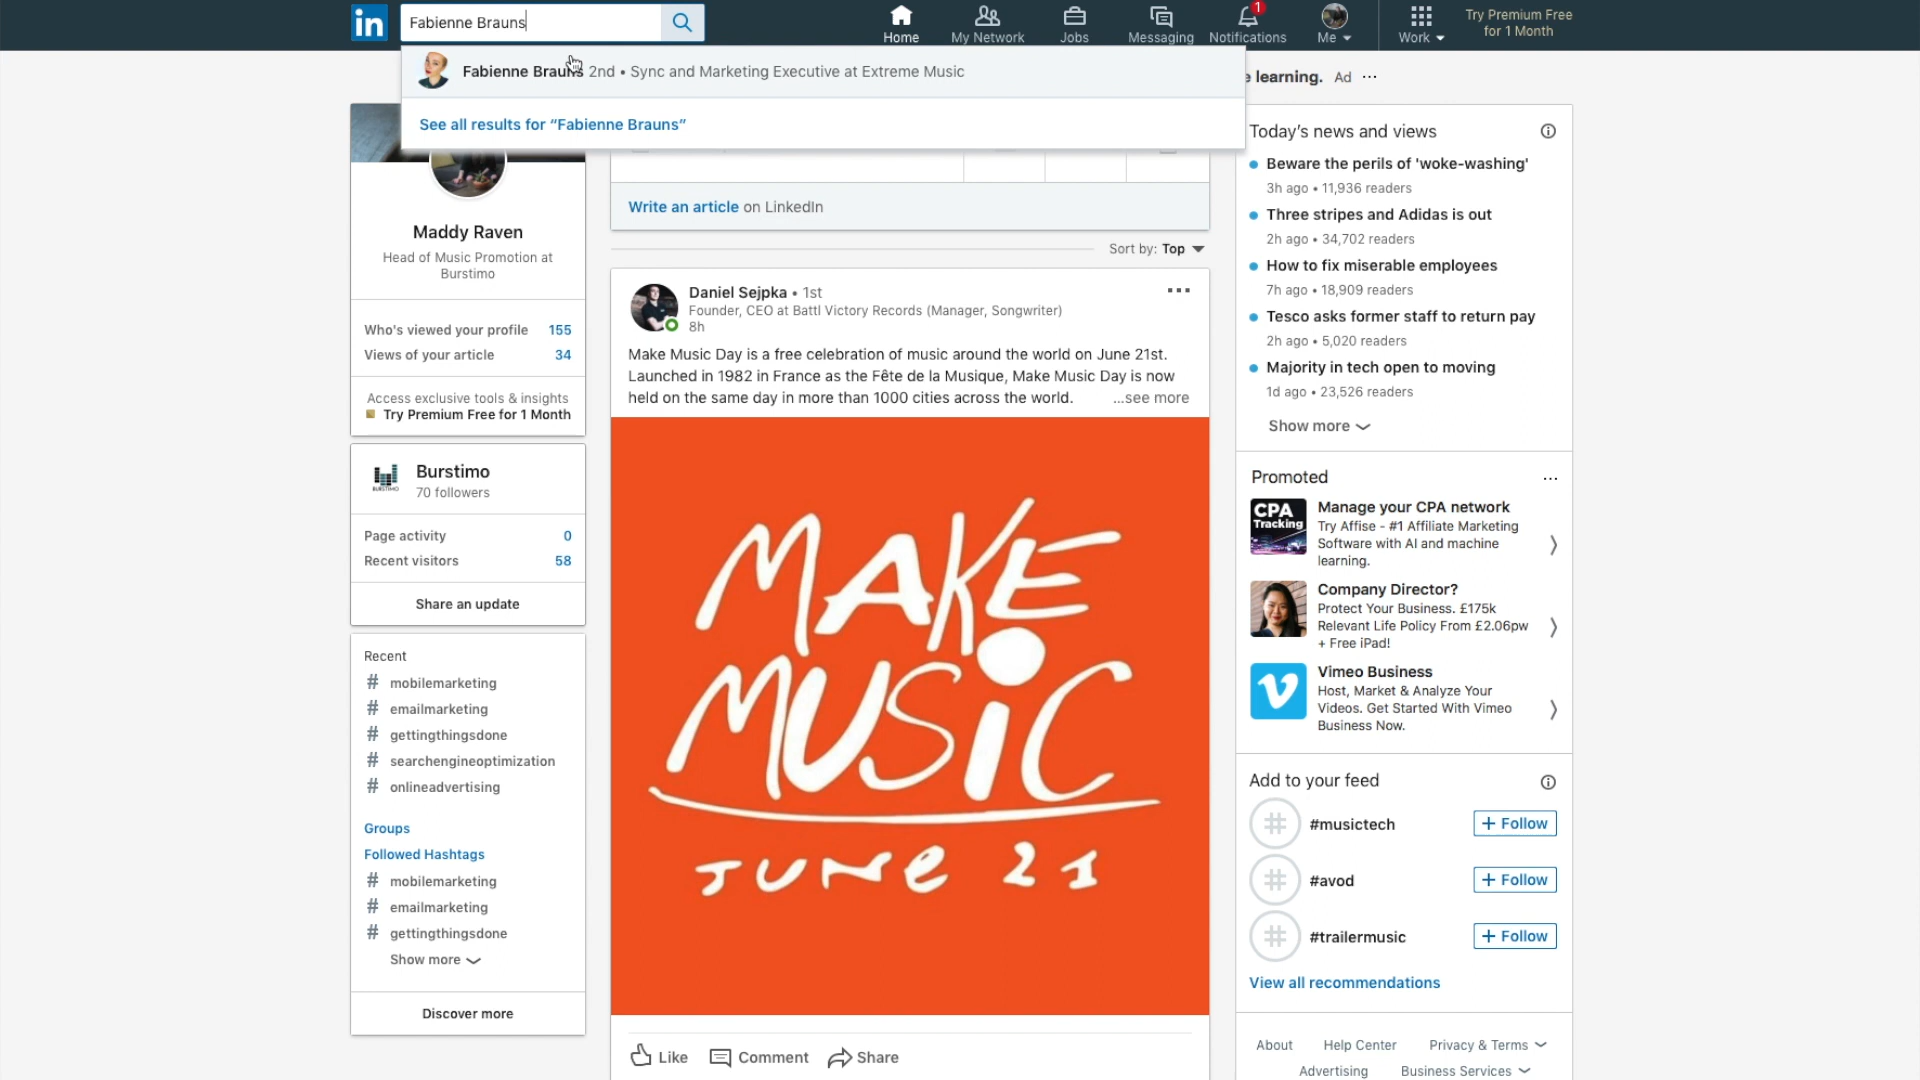 in
Fabienne Brauns
Home
My Network
Jobs
Messaging
1
Notifications
Me
Work
Try Premium Free
for 1 Month
Fabienne Brauns 2nd • Sync and Marketing Executive at Extreme Music
See all results for “Fabienne Brauns”
learning. Ad ...
Maddy Raven
Head of Music Promotion at
Burstimo
Who's viewed your profile 155
Views of your article 34
Access exclusive tools & insights
Try Premium Free for 1 Month
Burstimo
70 followers
BURSTIMO
Page activity 0
Recent visitors 58
Share an update
Recent
# mobilemarketing
# emailmarketing
# gettingthingsdone
# searchengineoptimization
# onlineadvertising
Groups
Followed Hashtags
# mobilemarketing
# emailmarketing
# gettingthingsdone
Show more
Discover more
Write an article on LinkedIn
Sort by: Top
Daniel Sejpka • 1st
Founder, CEO at Battl Victory Records (Manager, Songwriter)
8h
Make Music Day is a free celebration of music around the world on June 21st.
Launched in 1982 in France as the Fête de la Musique, Make Music Day is now
held on the same day in more than 1000 cities across the world. ...see more
MAKE
MUSiC
JUNE 21
Like
Comment
Share
Today's news and views
Beware the perils of 'woke-washing'
3h ago • 11,936 readers
Three stripes and Adidas is out
2h ago • 34,702 readers
How to fix miserable employees
7h ago • 18,909 readers
Tesco asks former staff to return pay
2h ago • 5,020 readers
Majority in tech open to moving
1d ago • 23,526 readers
Show more
Promoted
CPA
Tracking
Manage your CPA network
Try Affise - #1 Affiliate Marketing
Software with AI and machine
learning.
Company Director?
Protect Your Business. £175k
Relevant Life Policy From £2.06pw
+ Free iPad!
Vimeo Business
Host, Market & Analyze Your
Videos. Get Started With Vimeo
Business Now.
Add to your feed
#musictech
+ Follow
#avod
+ Follow
#trailermusic
+ Follow
View all recommendations
About
Help Center
Privacy & Terms
Advertising
Business Services